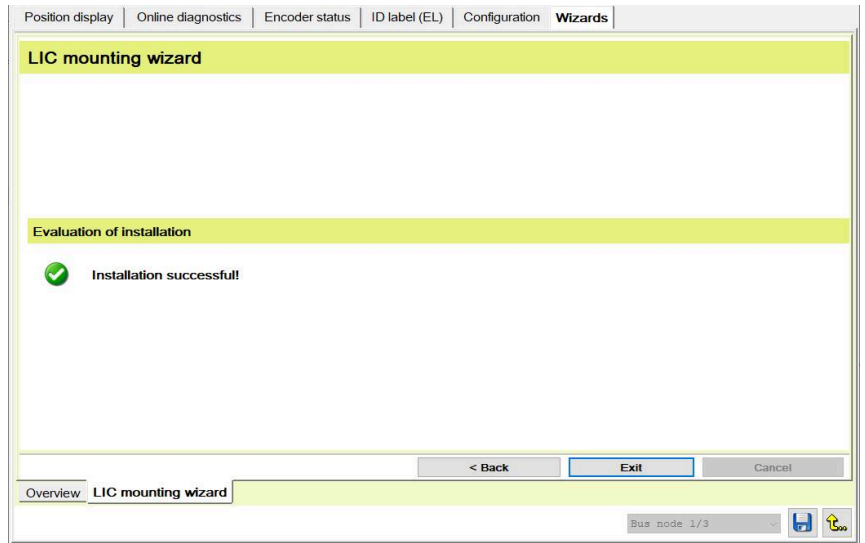 Position display Online diagnostics Encoder status ID label (EL) Configuration Wizards
LIC mounting wizard
Evaluation of installation
Installation successful!
< Back Exit Cancel
Overview LIC mounting wizard
Bus node 1/3